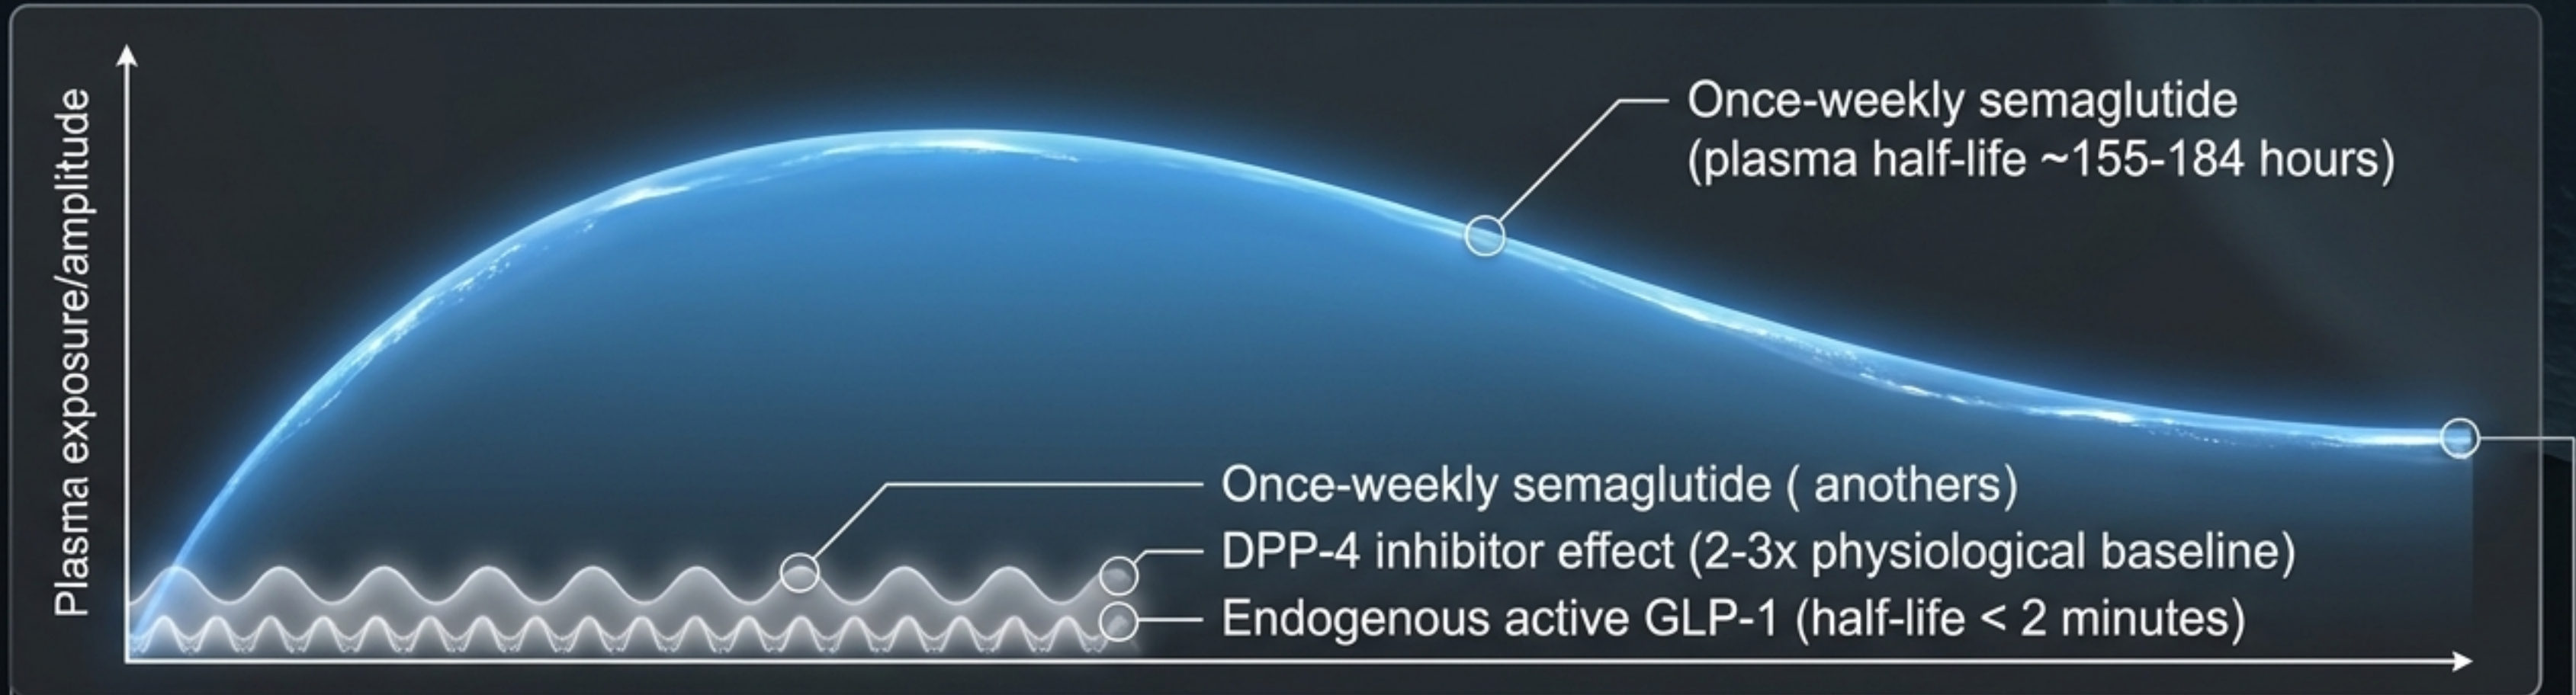 Plasma exposure/amplitude
Once-weekly semaglutide
(plasma half-life ~155-184 hours)
Once-weekly semaglutide ( anothers)
DPP-4 inhibitor effect (2-3x physiological baseline)
Endogenous active GLP-1 (half-life < 2 minutes)